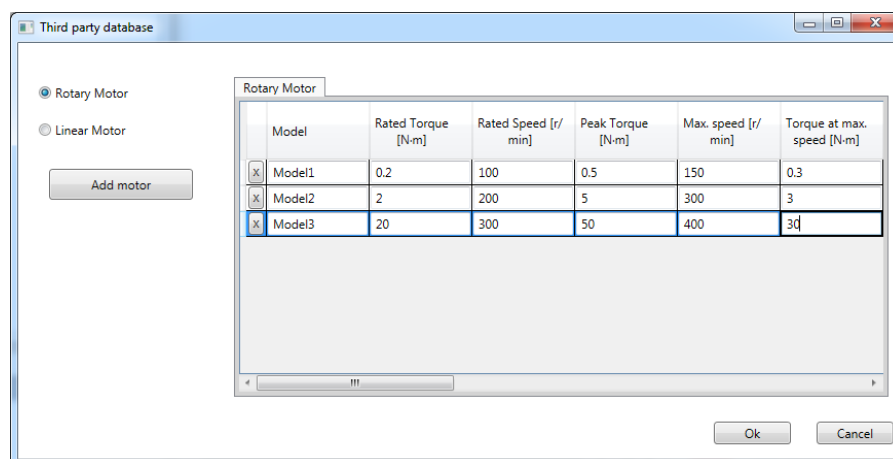 Third party database
Rotary Motor
Linear Motor
Add motor
Rotary Motor
Model Rated Torque [N·m] Rated Speed [r/min] Peak Torque [N·m] Max. speed [r/min] Torque at max. speed [N·m]
x Model1 0.2 100 0.5 150 0.3
x Model2 2 200 5 300 3
x Model3 20 300 50 400 30
Ok Cancel